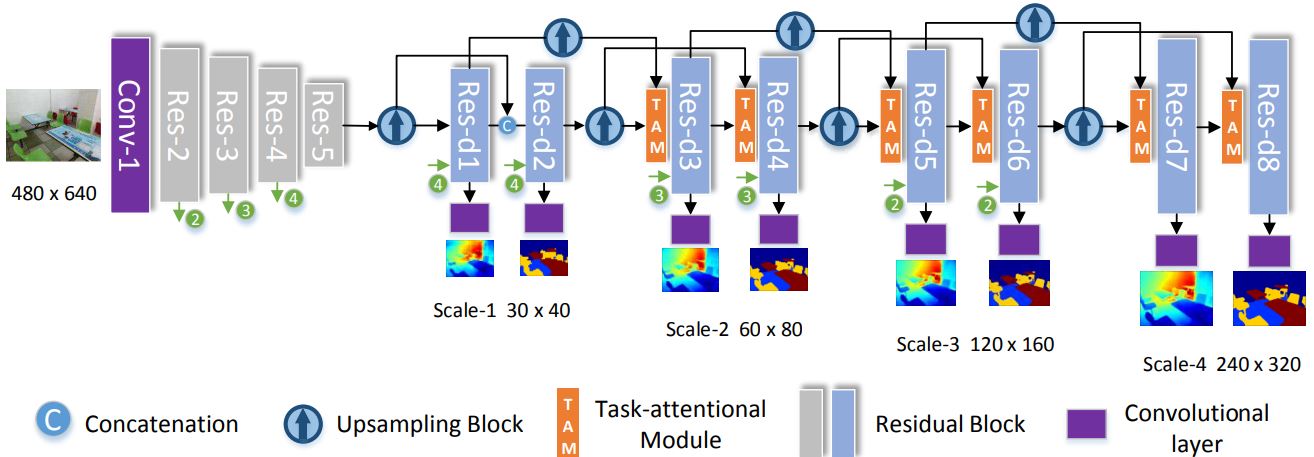 480 x 640
Conv-1
Res-2
Res-3
Res-4
Res-5
2
3
4
Res-d1
C
Res-d2
4
4
TAM
Res-d3
TAM
Res-d4
3
3
TAM
Res-d5
TAM
Res-d6
2
2
TAM
Res-d7
TAM
Res-d8
Scale-1 30 x 40
Scale-2 60 x 80
Scale-3 120 x 160
Scale-4 240 x 320
C
Concatenation
Upsampling Block
TAM
Task-attentional
Module
Residual Block
Convolutional
layer